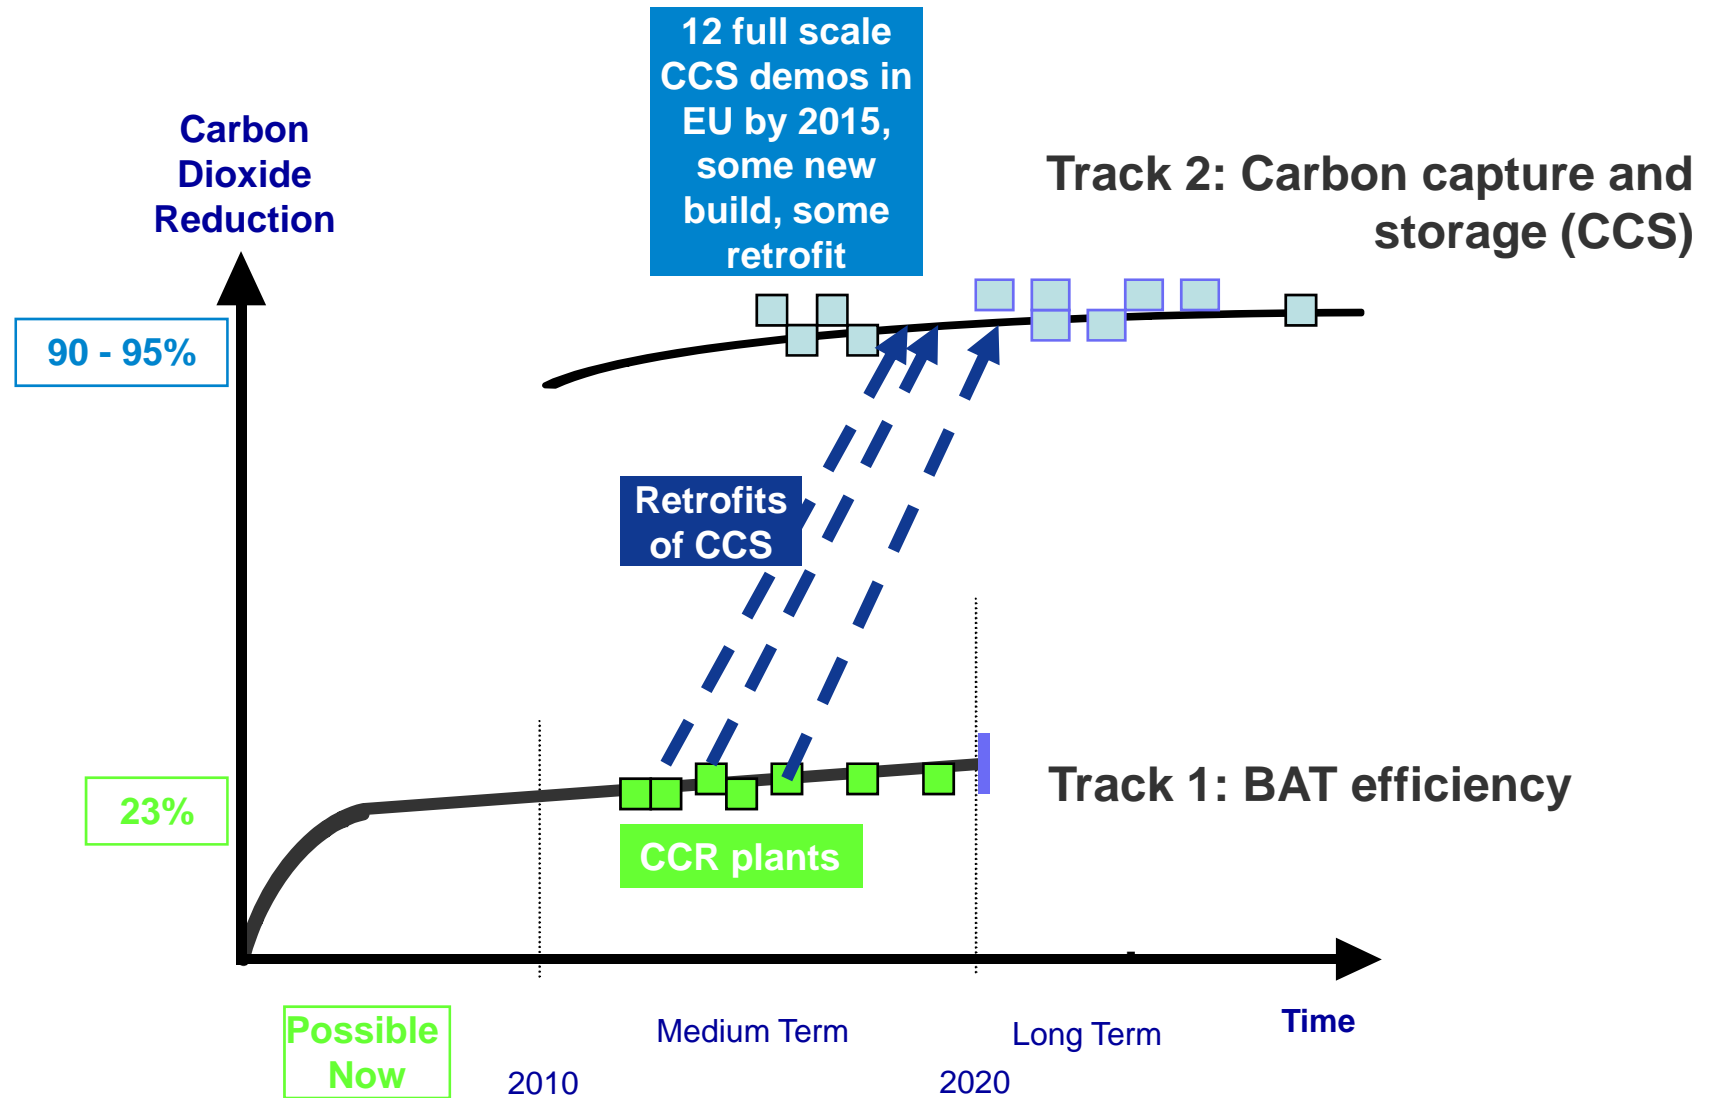 12 full scale
CCS demos in
EU by 2015,
some new
build, some
retrofit
Carbon
Dioxide
Reduction
Track 2: Carbon capture and
storage (CCS)
90 - 95%
Retrofits
of CCS
Track 1: BAT efficiency
23%
CCR plants
Possible
Now
Medium Term
Long Term
Time
2010
2020